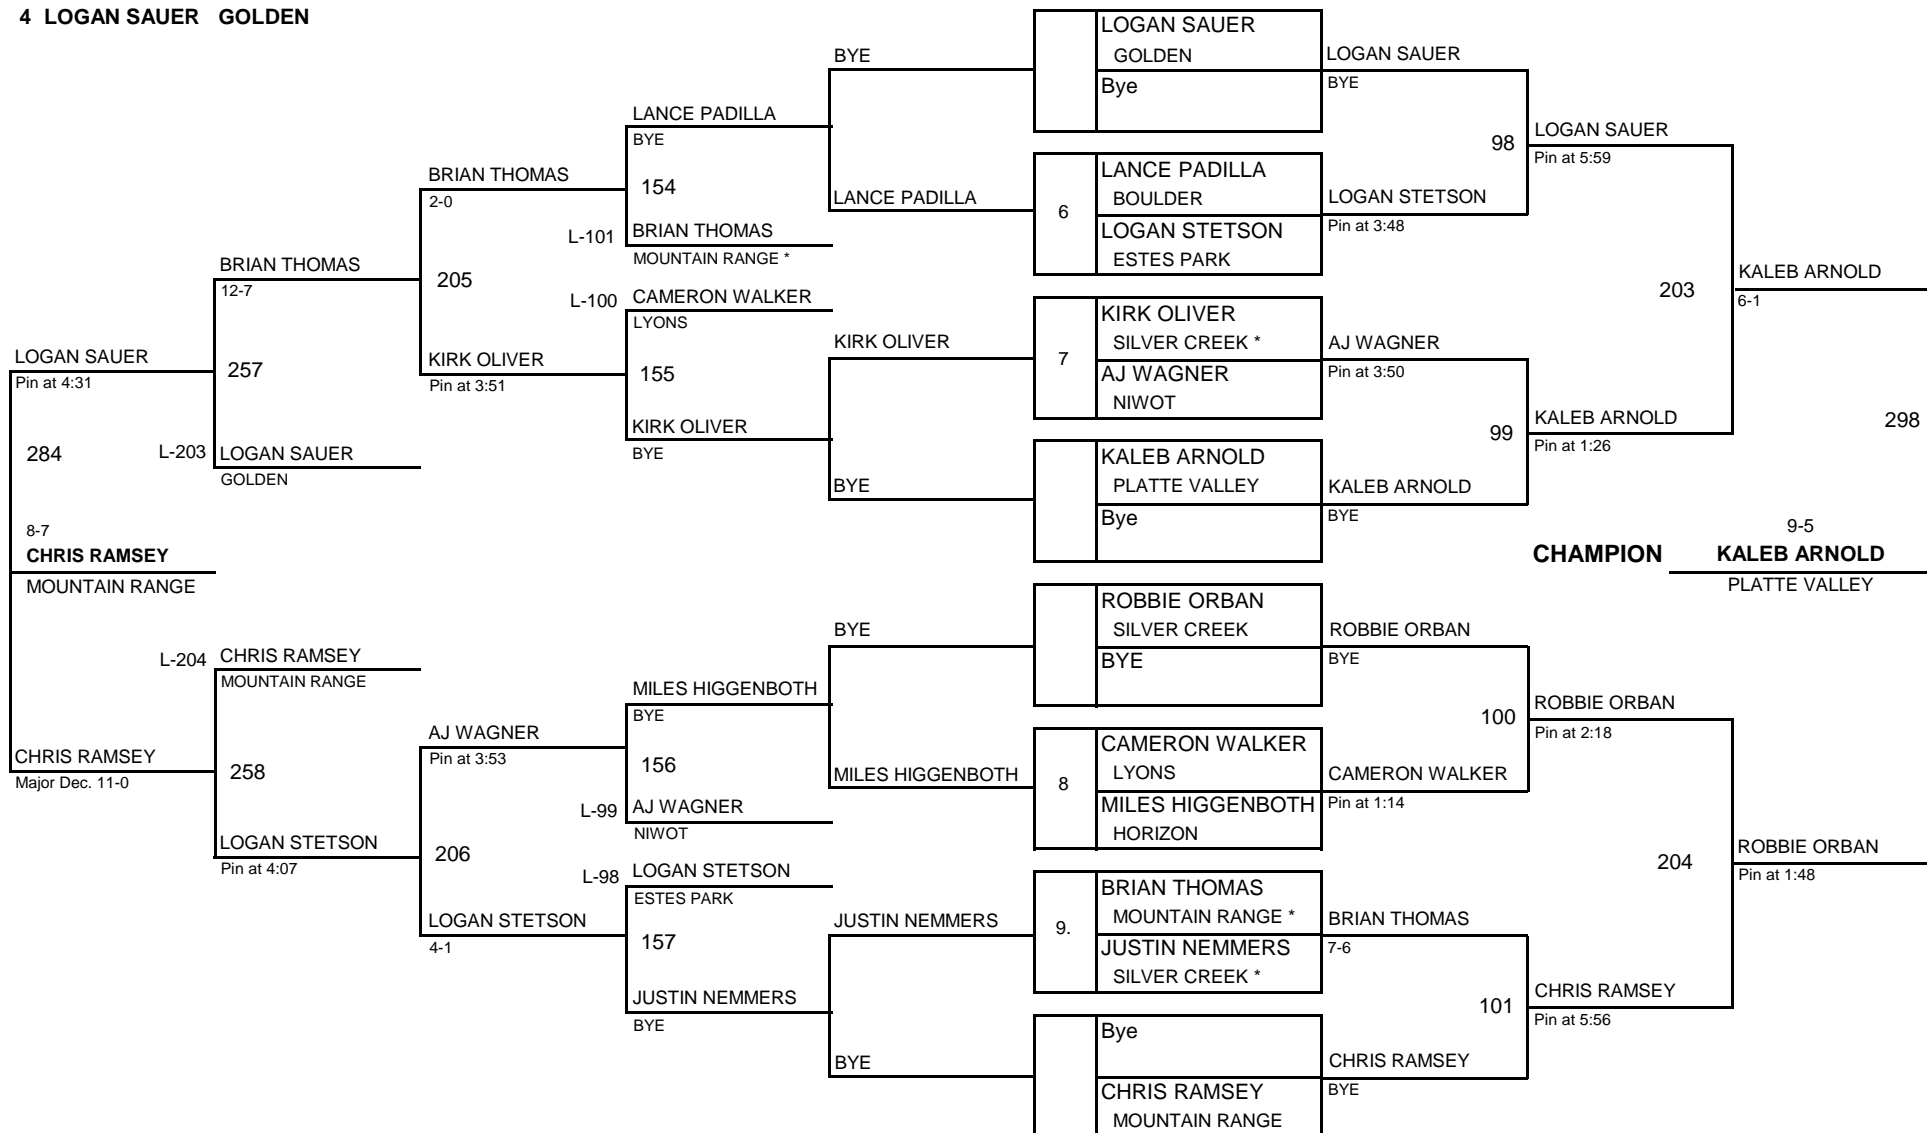 4 LOGAN SAUER GOLDEN
LOGAN SAUER
GOLDEN
Bye
LANCE PADILLA
BOULDER
6
LOGAN STETSON
ESTES PARK
KIRK OLIVER
SILVER CREEK *
7
AJ WAGNER
NIWOT
KALEB ARNOLD
PLATTE VALLEY
Bye
ROBBIE ORBAN
SILVER CREEK
BYE
CAMERON WALKER
LYONS
8
MILES HIGGENBOTH
HORIZON
BRIAN THOMAS
MOUNTAIN RANGE *
9.
JUSTIN NEMMERS
SILVER CREEK *
Bye
CHRIS RAMSEY
MOUNTAIN RANGE
LOGAN SAUER
BYE
98
LOGAN STETSON
Pin at 3:48
AJ WAGNER
Pin at 3:50
99
KALEB ARNOLD
BYE
ROBBIE ORBAN
BYE
100
CAMERON WALKER
Pin at 1:14
BRIAN THOMAS
7-6
101
CHRIS RAMSEY
BYE
LOGAN SAUER
Pin at 5:59
203
KALEB ARNOLD
Pin at 1:26
ROBBIE ORBAN
Pin at 2:18
204
CHRIS RAMSEY
Pin at 5:56
KALEB ARNOLD
6-1
298
9-5
CHAMPION KALEB ARNOLD
PLATTE VALLEY
ROBBIE ORBAN
Pin at 1:48
BYE
LANCE PADILLA
KIRK OLIVER
BYE
BYE
MILES HIGGENBOTH
JUSTIN NEMMERS
BYE
LANCE PADILLA
BYE
154
L-101 BRIAN THOMAS
MOUNTAIN RANGE *
L-100 CAMERON WALKER
LYONS
155
KIRK OLIVER
BYE
MILES HIGGENBOTH
BYE
156
L-99 AJ WAGNER
NIWOT
L-98 LOGAN STETSON
ESTES PARK
157
JUSTIN NEMMERS
BYE
BRIAN THOMAS
2-0
205
KIRK OLIVER
Pin at 3:51
AJ WAGNER
Pin at 3:53
206
LOGAN STETSON
4-1
BRIAN THOMAS
12-7
257
L-203 LOGAN SAUER
GOLDEN
L-204 CHRIS RAMSEY
MOUNTAIN RANGE
258
LOGAN STETSON
Pin at 4:07
LOGAN SAUER
Pin at 4:31
284
8-7
CHRIS RAMSEY
MOUNTAIN RANGE
CHRIS RAMSEY
Major Dec. 11-0